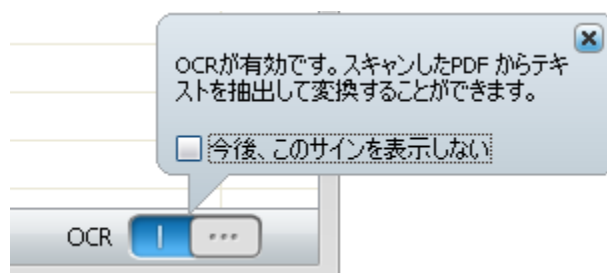 OCRが有効です。スキャンしたPDF からテキ
ストを抽出して変換することができます。
今後、このサインを表示しない
OCR